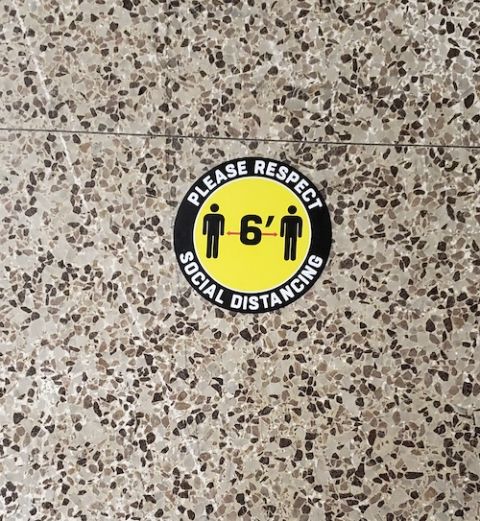 PLEASE RESPECT
6'
SOCIAL DISTANCING